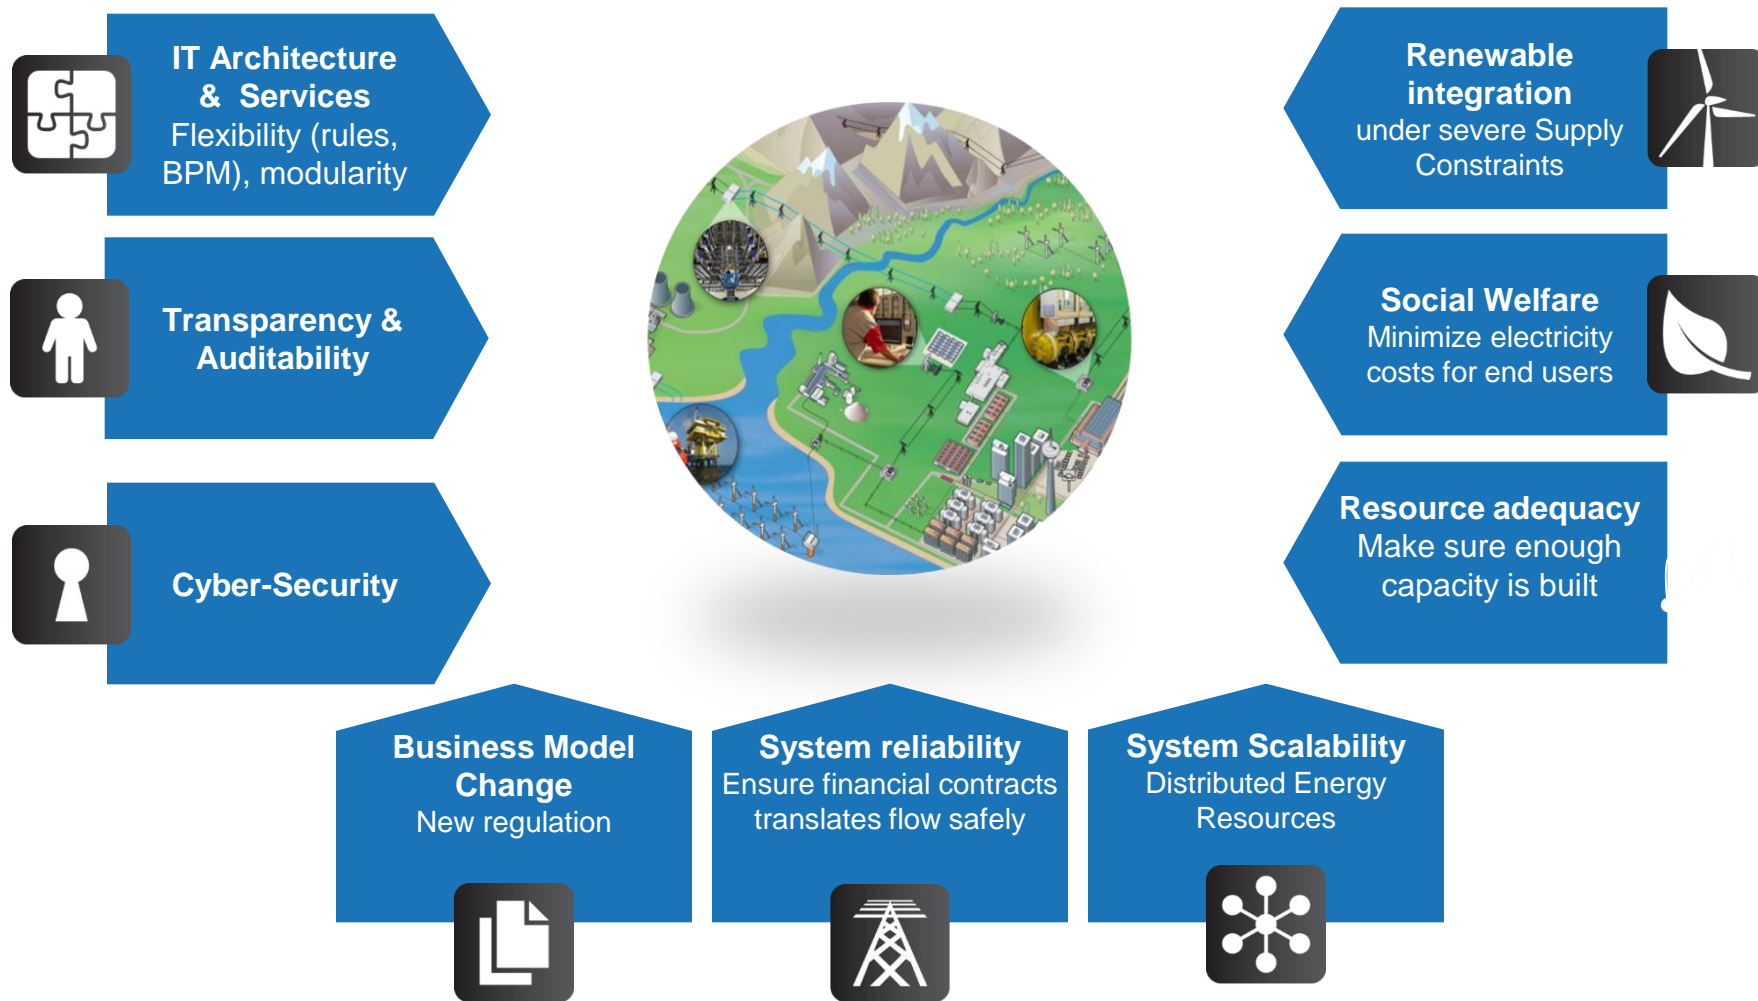 IT Architecture
& Services
Flexibility (rules,
BPM), modularity
Transparency &
Auditability
Cyber-Security
Renewable
integration
under severe Supply
Constraints
Social Welfare
Minimize electricity
costs for end users
Resource adequacy
Make sure enough
capacity is built
Business Model
Change
New regulation
System reliability
Ensure financial contracts
translates flow safely
System Scalability
Distributed Energy
Resources